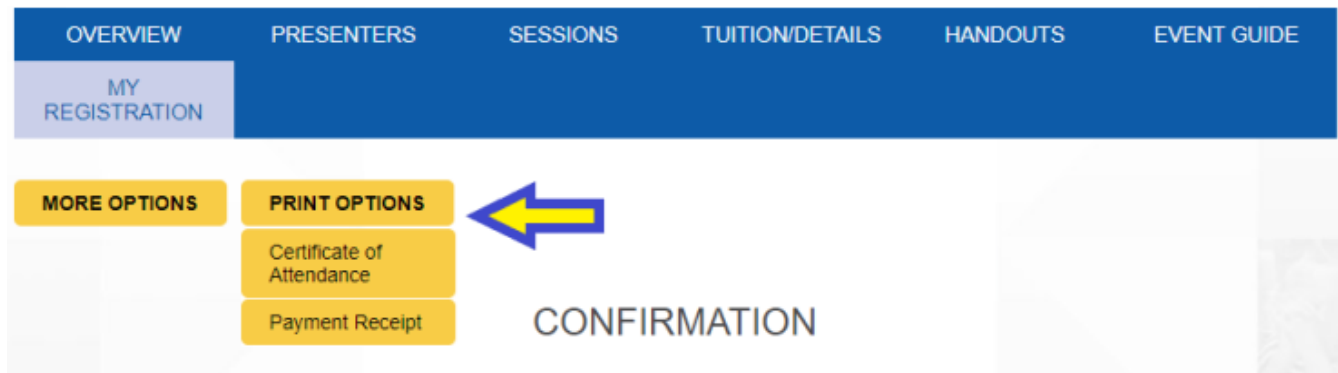 OVERVIEW PRESENTERS SESSIONS TUITION/DETAILS HANDOUTS EVENT GUIDE
MY
REGISTRATION
MORE OPTIONS PRINT OPTIONS
Certificate of
Attendance
Payment Receipt
CONFIRMATION